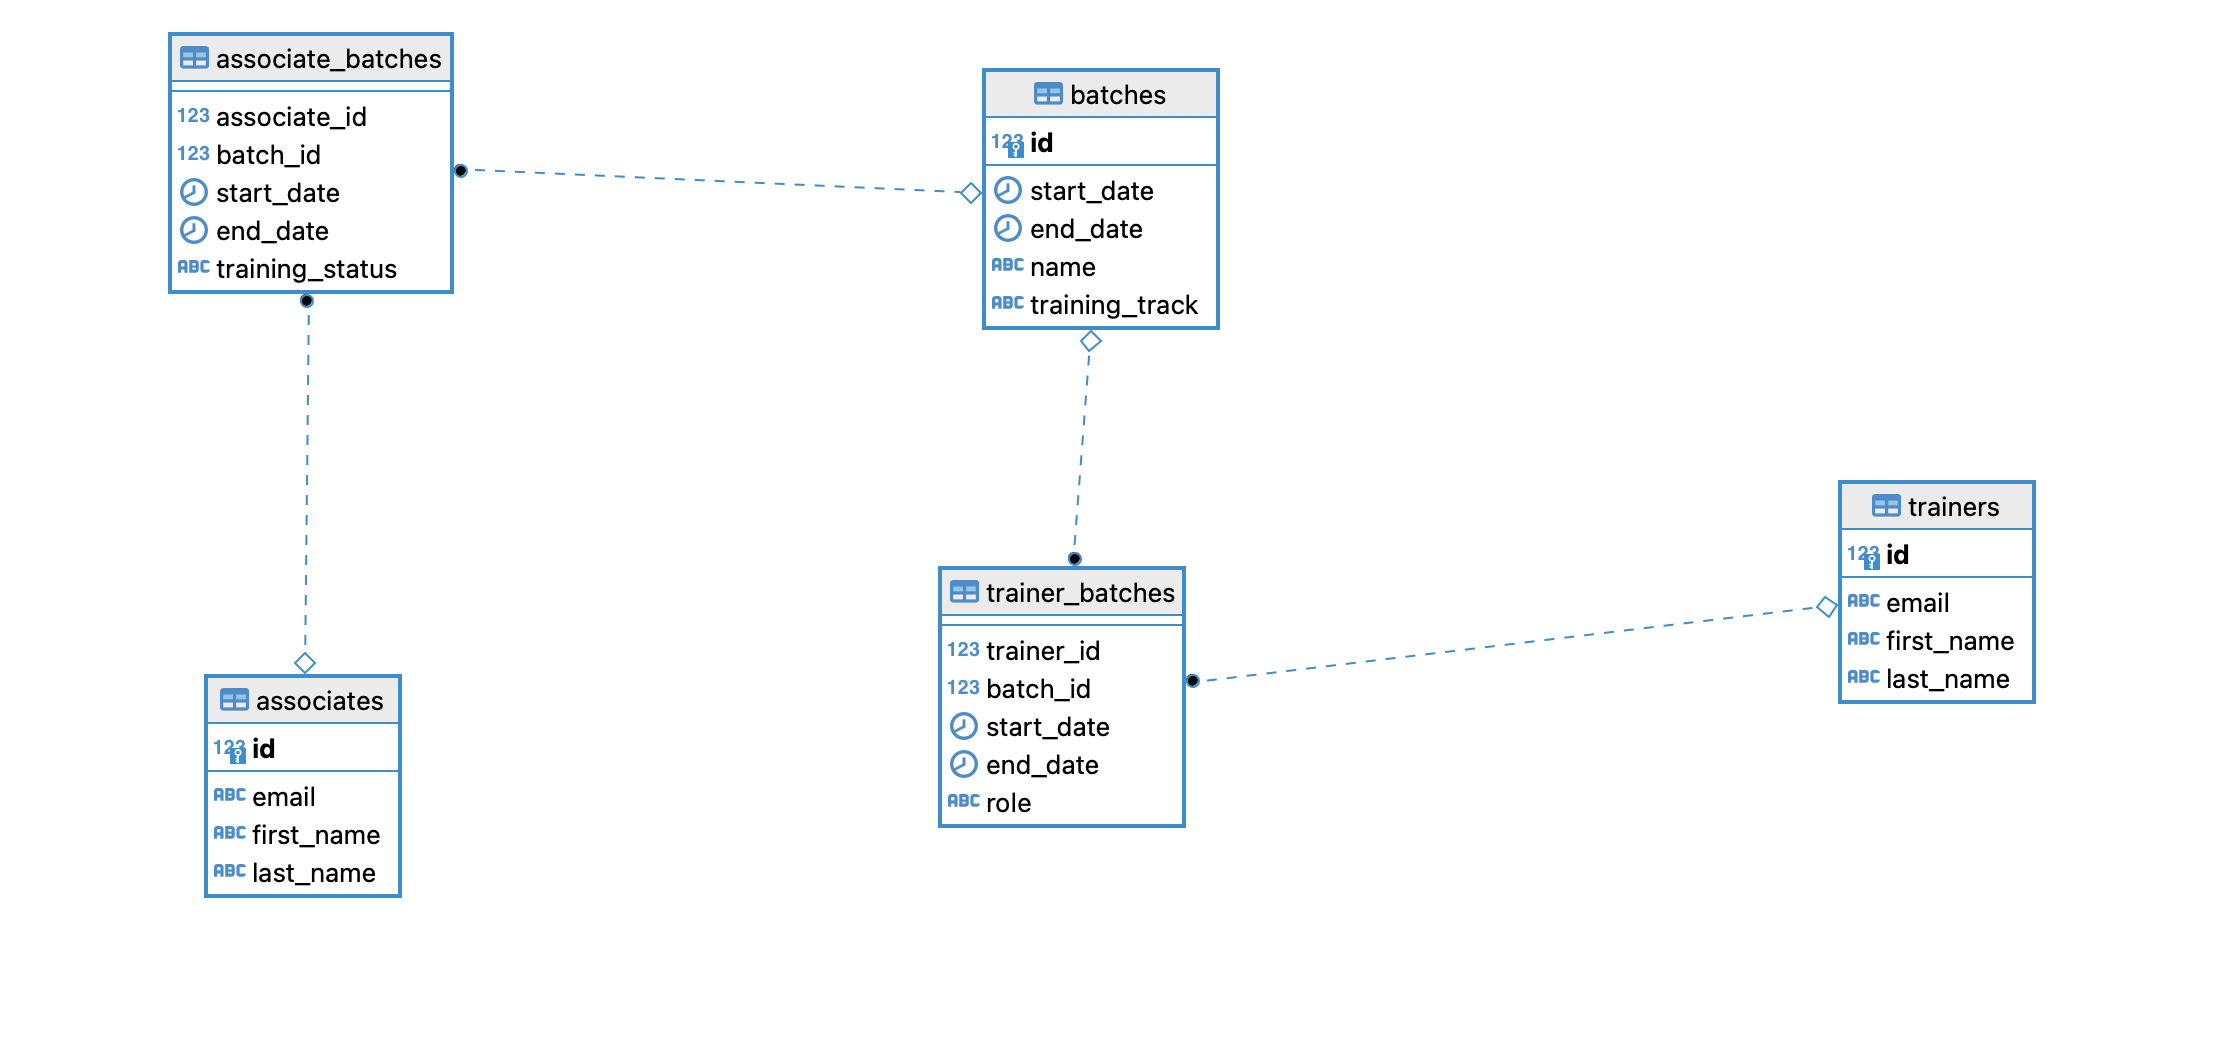 associate_batches
123 associate_id
123 batch_id
start_date
end_date
ABC training_status
batches
123 id
start_date
end_date
ABC name
ABC training_track
trainers
123 id
ABC email
ABC first_name
ABC last_name
trainer_batches
123 trainer_id
123 batch_id
start_date
end_date
ABC role
associates
123 id
ABC email
ABC first_name
ABC last_name